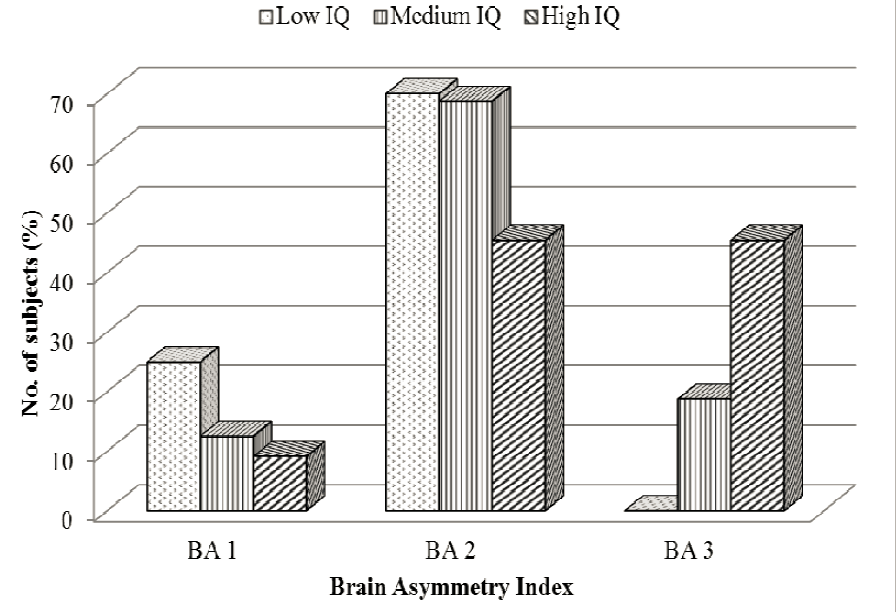 Low IQ Medium IQ High IQ
No. of subjects (%)
70
60
50
40
30
20
10
0
BA 1 BA 2 BA 3
Brain Asymmetry Index